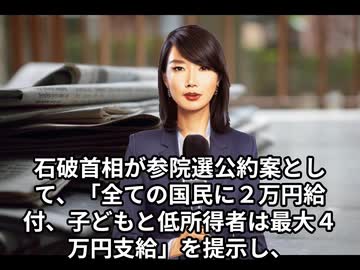 石破首相が参院選公約案とし
て、「全ての国民に２万円給
付、子どもと低所得者は最大４
万円支給」を提示し、